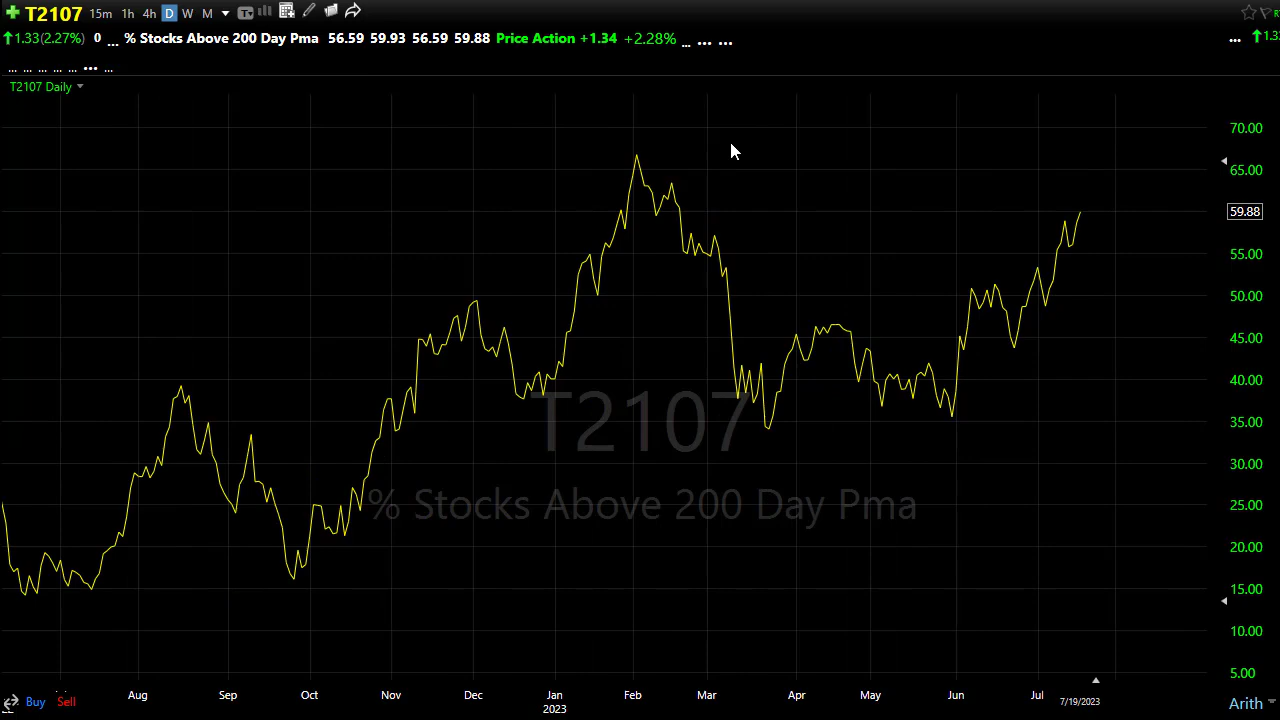 T2107 15m 1h 4h D W M
1.33(2.27%) 0 ... % Stocks Above 200 Day Pma 56.59 59.93 56.59 59.88 Price Action +1.34 +2.28% ... ... ... ... 1.3
... ... ... ... ... ... ...
T2107 Daily
70.00
65.00
59.88
55.00
50.00
45.00
40.00
35.00
30.00
25.00
20.00
15.00
10.00
5.00
T2107
% Stocks Above 200 Day Pma
Aug Sep Oct Nov Dec Jan Feb Mar Apr May Jun Jul
2023 7/19/2023
Buy Sell Arith